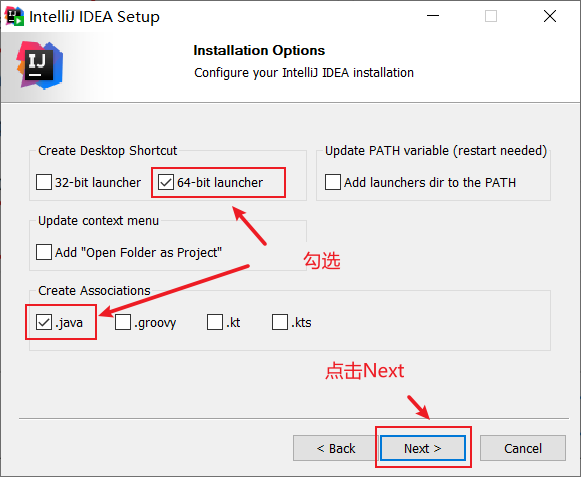 IntelliJ IDEA Setup
IJ
Installation Options
Configure your IntelliJ IDEA installation
Create Desktop Shortcut
Update PATH variable (restart needed)
32-bit launcher
64-bit launcher
Add launchers dir to the PATH
Update context menu
Add "Open Folder as Project"
勾选
Create Associations
.java
.groovy
.kt
.kts
点击Next
< Back
Next >
Cancel